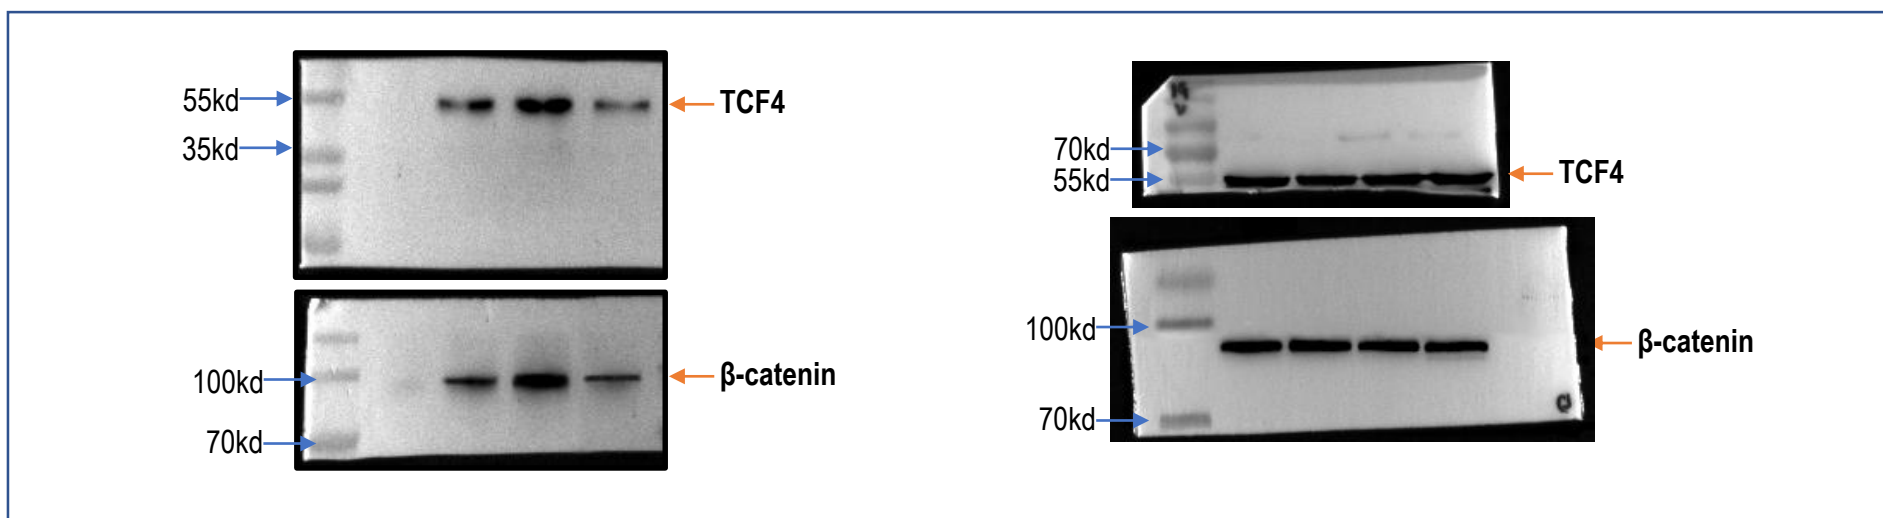 55kd
TCF4
35kd
100kd
β-catenin
70kd
70kd
55kd
TCF4
100kd
β-catenin
70kd